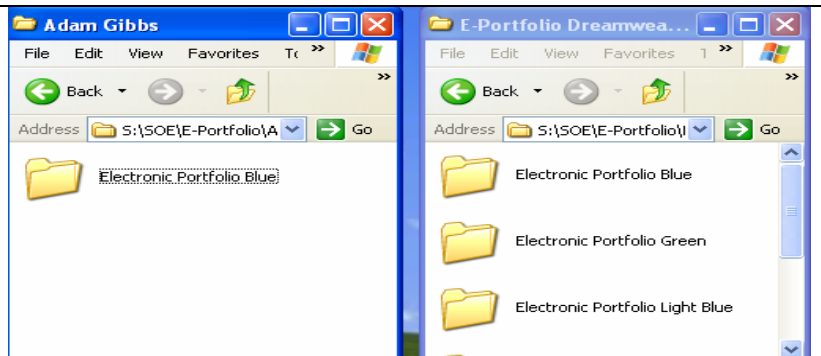 Adam Gibbs
File Edit View Favorites To »
Back »
Address S:\SOE\E-Portfolio\A Go
Electronic Portfolio Blue
E-Portfolio Dreamwea...
File Edit View Favorites T »
Back »
Address S:\SOE\E-Portfolio\I Go
Electronic Portfolio Blue
Electronic Portfolio Green
Electronic Portfolio Light Blue